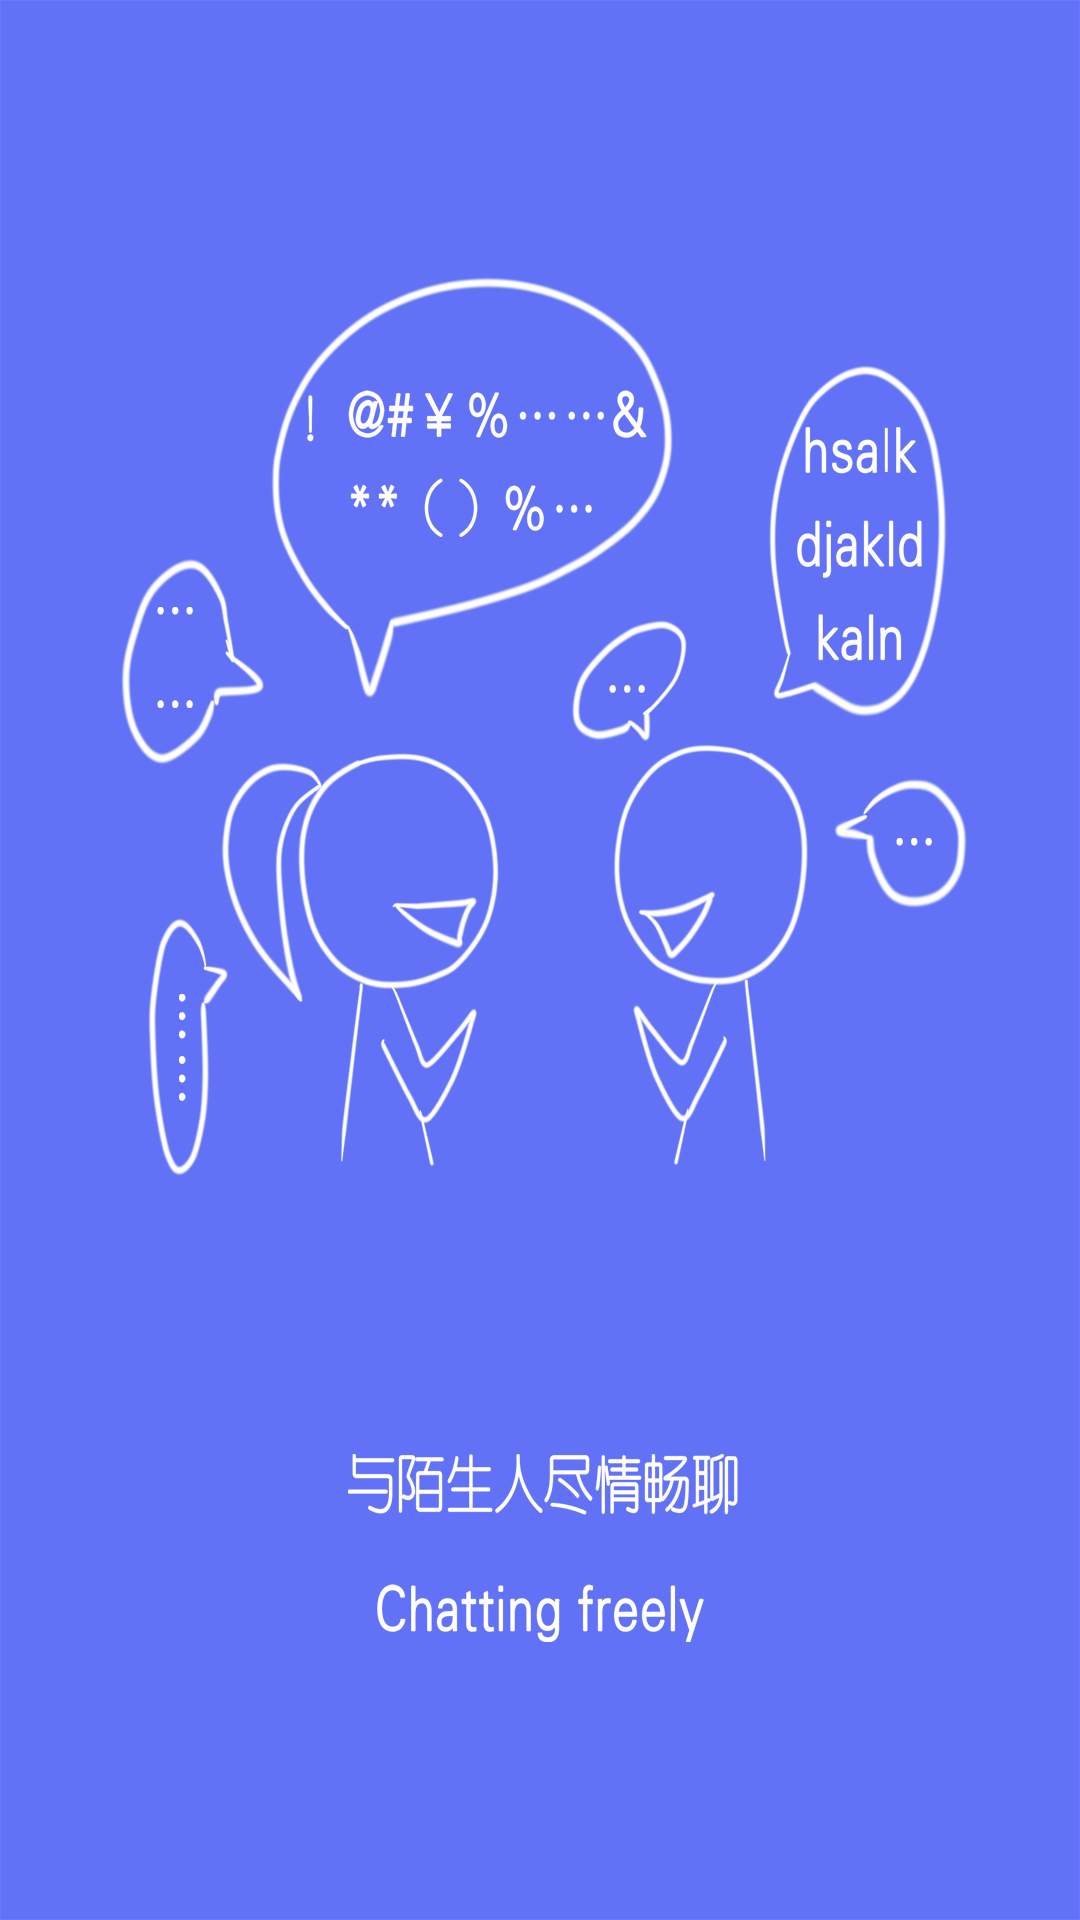 ! @#¥%……&
**（）%…
hsalk
djakld
kaln
…
…
…
…
……
与陌生人尽情畅聊
Chatting freely